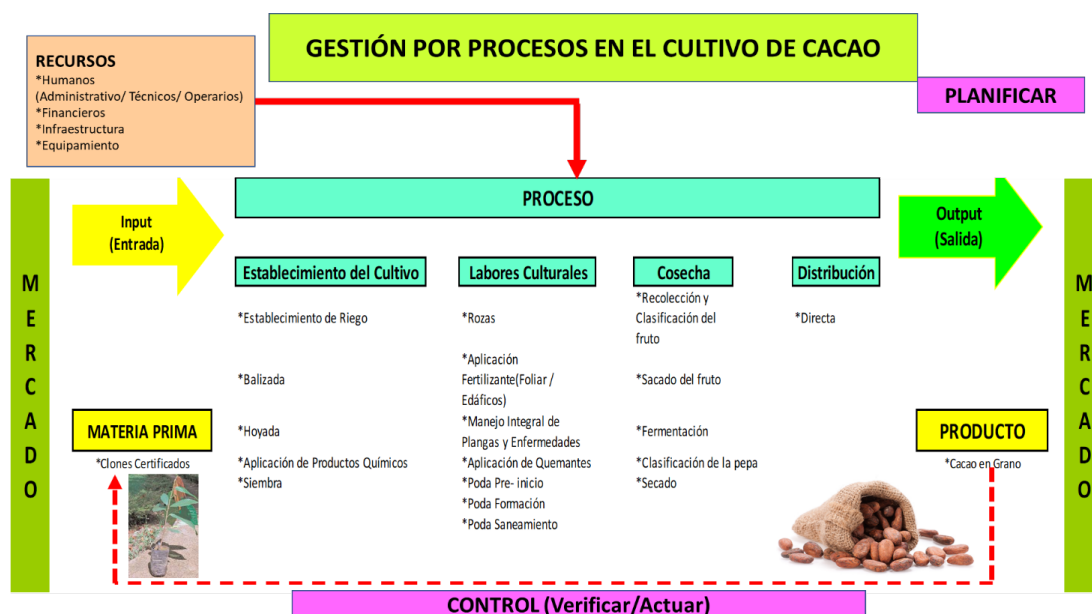 GESTIÓN POR PROCESOS EN EL CULTIVO DE CACAO
RECURSOS
*Humanos
(Administrativo/ Técnicos/ Operarios)
*Financieros
*Infraestructura
*Equipamiento
PLANIFICAR
MERCADO
Input
(Entrada)
PROCESO
Output
(Salida)
MERCADO
Establecimiento del Cultivo
*Establecimiento de Riego
*Balizada
*Hoyada
*Aplicación de Productos Químicos
*Siembra
Labores Culturales
*Rozas
*Aplicación
Fertilizante(Foliar /
Edáficos)
*Manejo Integral de
Plangas y Enfermedades
*Aplicación de Quemantes
*Poda Pre- inicio
*Poda Formación
*Poda Saneamiento
Cosecha
*Recolección y
Clasificación del
fruto
*Sacado del fruto
*Fermentación
*Clasificación de la pepa
*Secado
Distribución
*Directa
MATERIA PRIMA
*Clones Certificados
PRODUCTO
*Cacao en Grano
CONTROL (Verificar/Actuar)